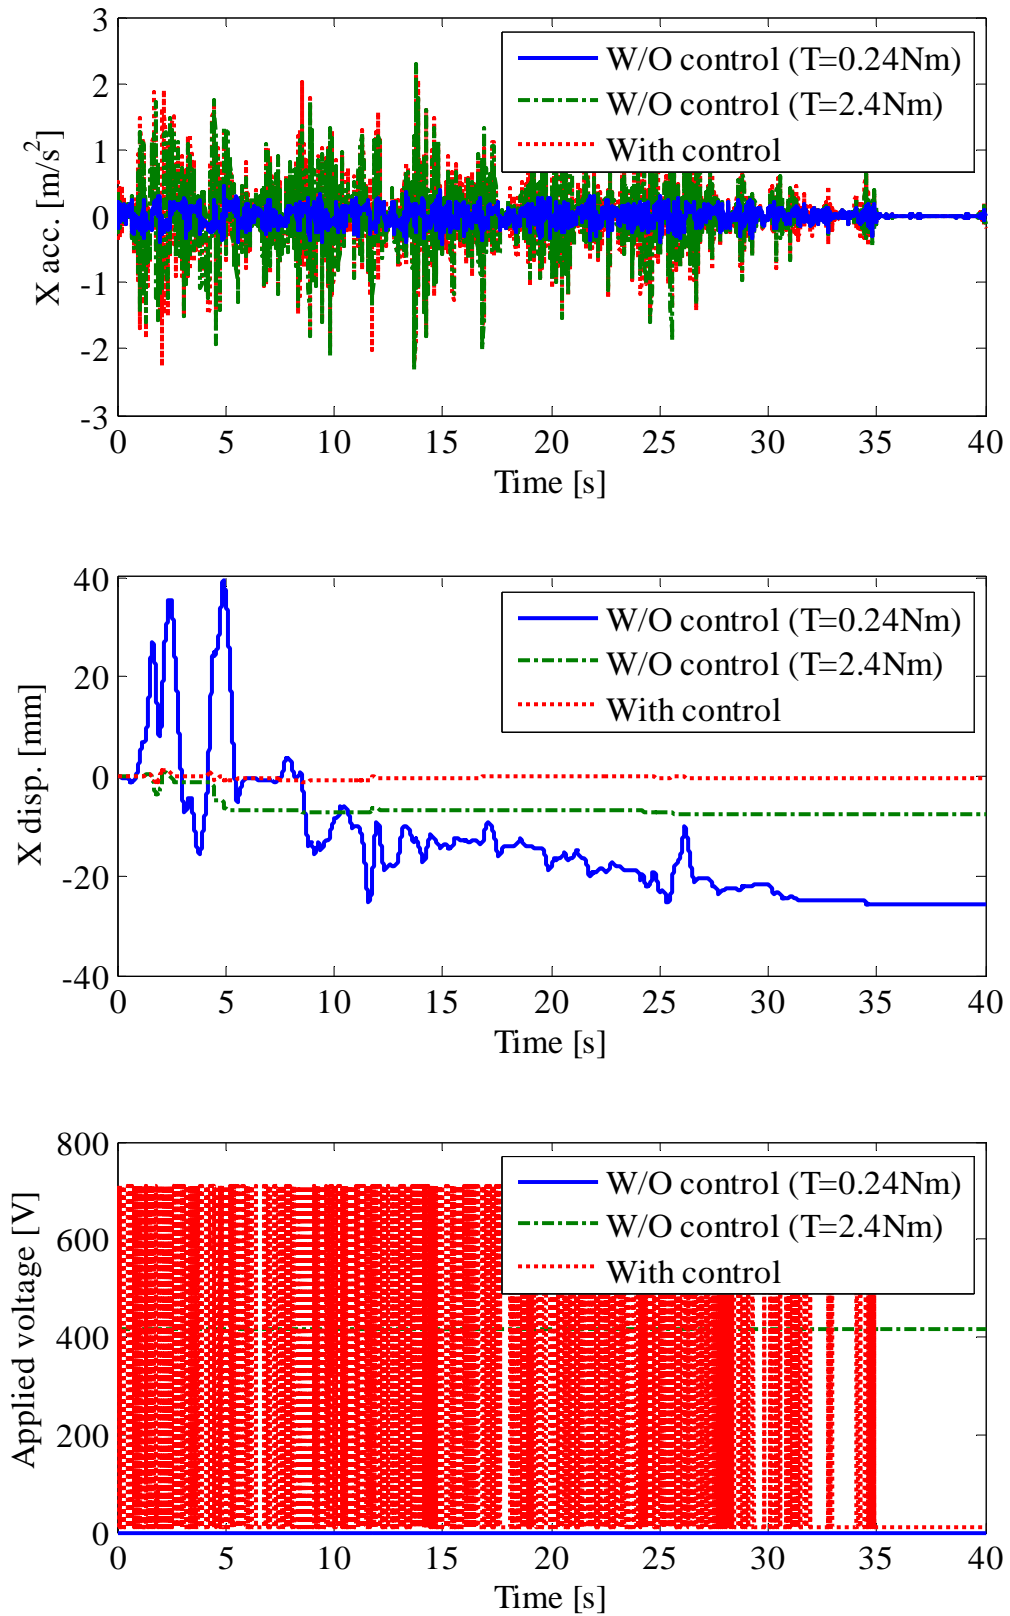 3
2
1
0
-1
-2
-3
X acc. [m/s²]
W/O control (T=0.24Nm)
W/O control (T=2.4Nm)
With control
0 5 10 15 20 25 30 35 40
Time [s]
40
20
0
-20
-40
X disp. [mm]
W/O control (T=0.24Nm)
W/O control (T=2.4Nm)
With control
0 5 10 15 20 25 30 35 40
Time [s]
800
600
400
200
0
Applied voltage [V]
W/O control (T=0.24Nm)
W/O control (T=2.4Nm)
With control
0 5 10 15 20 25 30 35 40
Time [s]